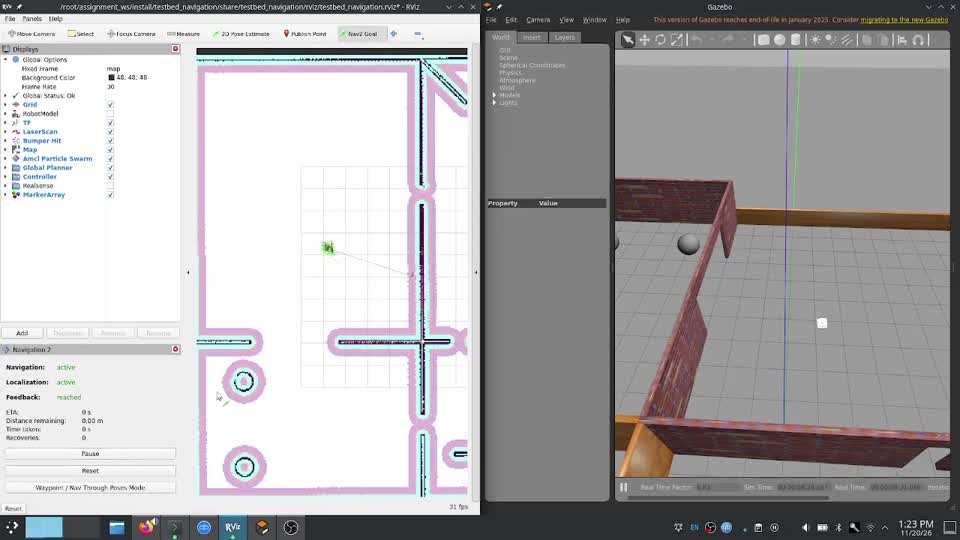 /root/assignment_ws/install/testbed_navigation/share/testbed_navigation/rviz/testbed_navigation.rviz* - RViz
File Panels Help
Move Camera Select Focus Camera Measure 2D Pose Estimate Publish Point Nav2 Goal
Displays
Global Options
Fixed Frame map
Background Color 48; 48; 48
Frame Rate 30
Global Status: Ok
Grid
RobotModel
TF
LaserScan
Bumper Hit
Map
Amcl Particle Swarm
Global Planner
Controller
Realsense
MarkerArray
Add Duplicate Remove Rename
Navigation 2
Navigation: active
Localization: active
Feedback: reached
ETA: 0 s
Distance remaining: 0.00 m
Time taken: 0 s
Recoveries: 0
Pause
Reset
Waypoint / Nav Through Poses Mode
Reset
31 fps
Gazebo
File Edit Camera View Window Help
This version of Gazebo reaches end-of-life in January 2025. Consider migrating to the new Gazebo
World Insert Layers
GUI
Scene
Spherical Coordinates
Physics
Atmosphere
Wind
Models
Lights
Property Value
Real Time Factor:
Sim Time:
Real Time:
EN
1:23 PM
11/20/26